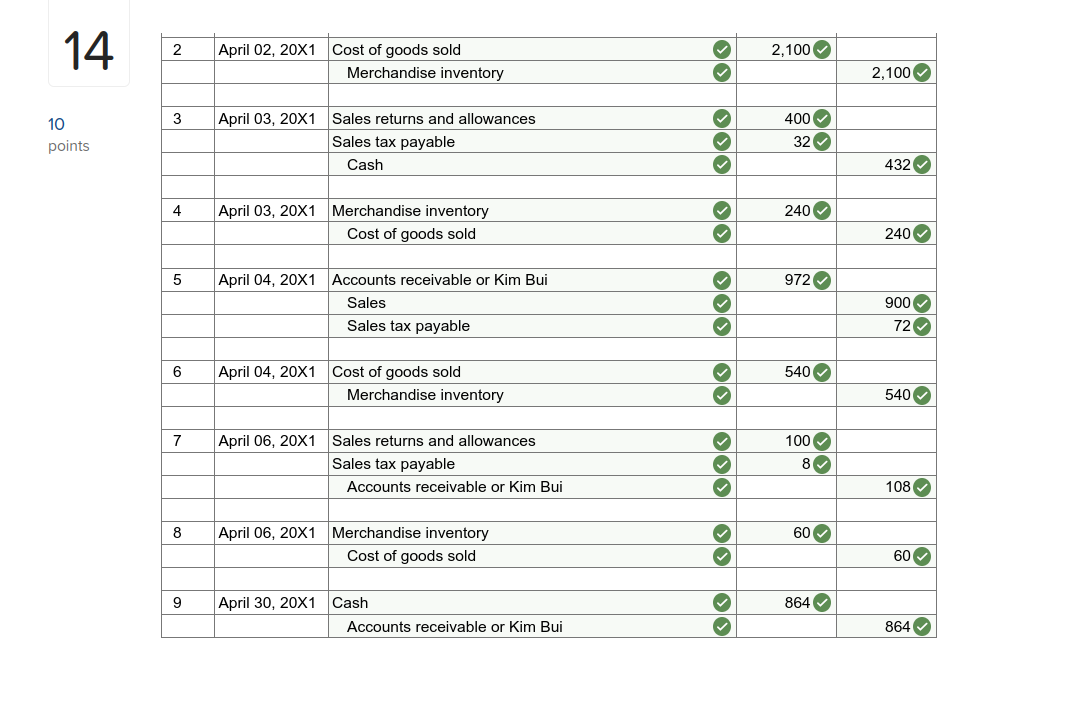 14
10
points
2 April 02, 20X1 Cost of goods sold 2,100
Merchandise inventory 2,100
3 April 03, 20X1 Sales returns and allowances 400
Sales tax payable 32
Cash 432
4 April 03, 20X1 Merchandise inventory 240
Cost of goods sold 240
5 April 04, 20X1 Accounts receivable or Kim Bui 972
Sales 900
Sales tax payable 72
6 April 04, 20X1 Cost of goods sold 540
Merchandise inventory 540
7 April 06, 20X1 Sales returns and allowances 100
Sales tax payable 8
Accounts receivable or Kim Bui 108
8 April 06, 20X1 Merchandise inventory 60
Cost of goods sold 60
9 April 30, 20X1 Cash 864
Accounts receivable or Kim Bui 864